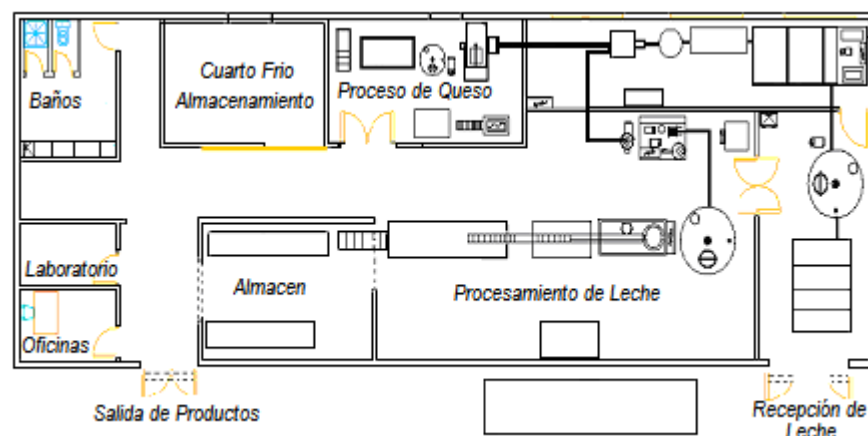 Baños
Cuarto Frio
Almacenamiento
Proceso de Queso
Laboratorio
Almacen
Procesamiento de Leche
Oficinas
Salida de Productos
Recepción de
Leche